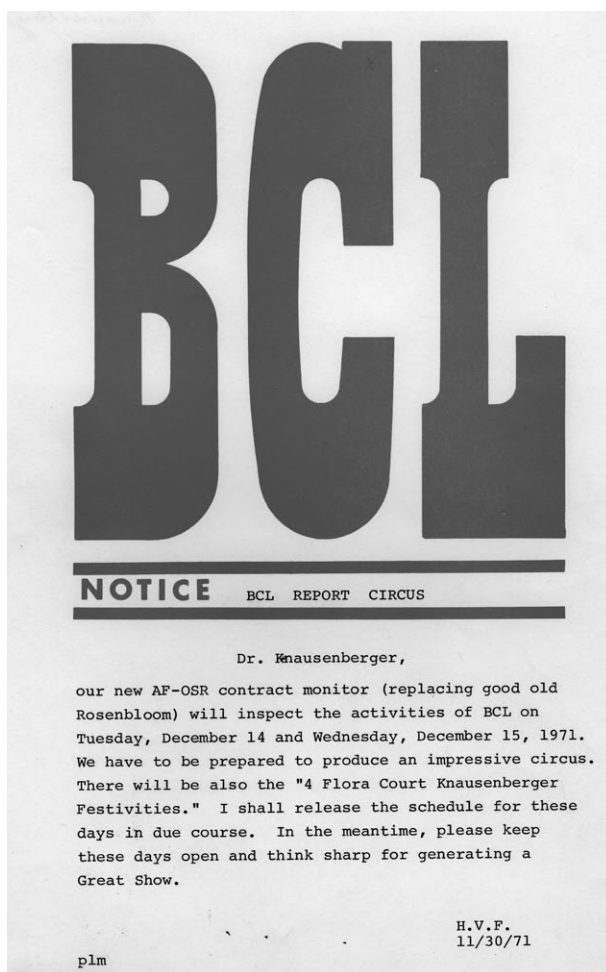 BCL
NOTICE BCL REPORT CIRCUS
Dr. Knausenberger,
our new AF-OSR contract monitor (replacing good old
Rosenbloom) will inspect the activities of BCL on
Tuesday, December 14 and Wednesday, December 15, 1971.
We have to be prepared to produce an impressive circus.
There will be also the "4 Flora Court Knausenberger
Festivities." I shall release the schedule for these
days in due course. In the meantime, please keep
these days open and think sharp for generating a
Great Show.
H.V.F.
11/30/71
plm